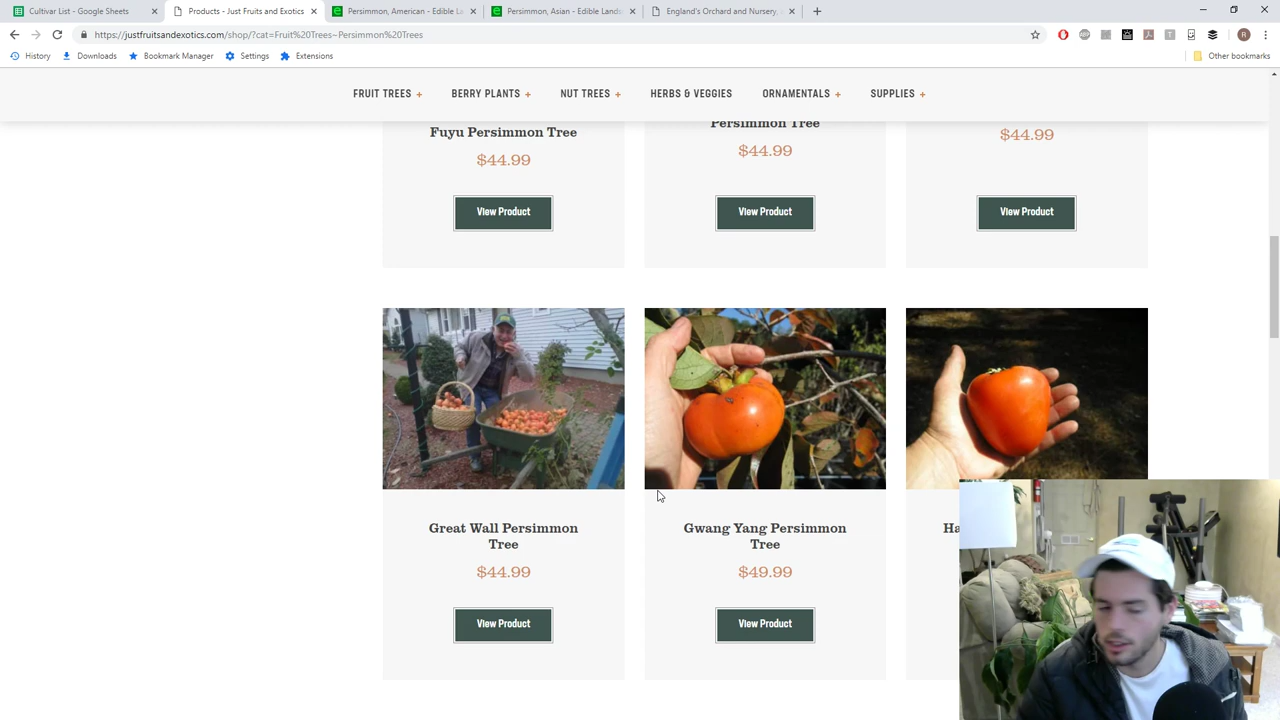 Cultivar List - Google Sheets
Products - Just Fruits and Exotics
Persimmon, American - Edible La
Persimmon, Asian - Edible Lands
England's Orchard and Nursery,
https://justfruitsandexotics.com/shop/?cat=Fruit%20Trees~Persimmon%20Trees
History
Downloads
Bookmark Manager
Settings
Extensions
Other bookmarks
FRUIT TREES +
BERRY PLANTS +
NUT TREES +
HERBS & VEGGIES
ORNAMENTALS +
SUPPLIES +
Fuyu Persimmon Tree
$44.99
View Product
Persimmon Tree
$44.99
View Product
$44.99
View Product
Great Wall Persimmon
Tree
$44.99
View Product
Gwang Yang Persimmon
Tree
$49.99
View Product